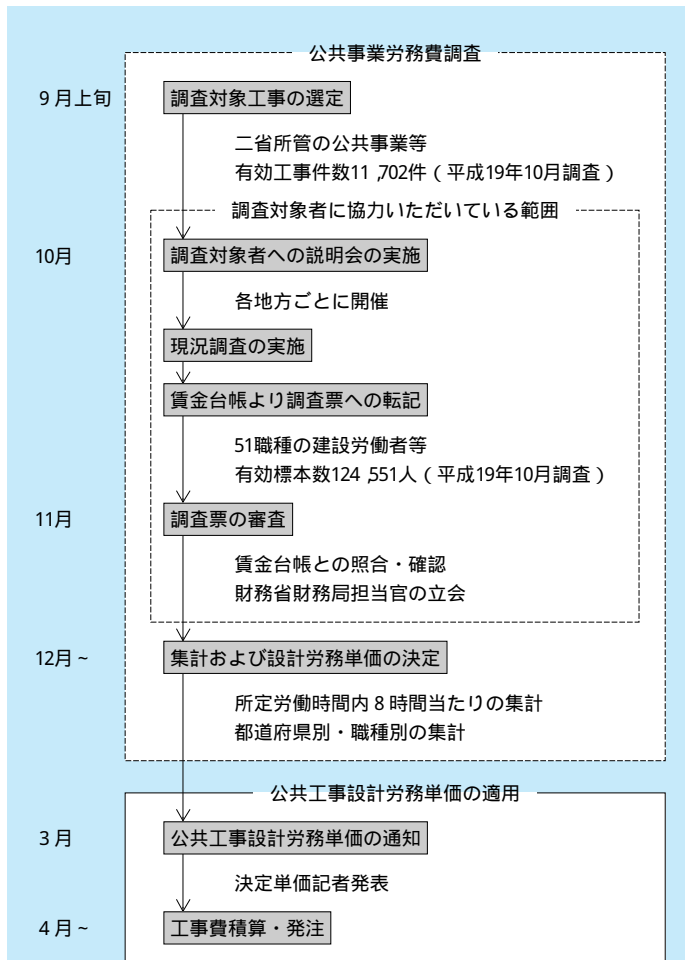 公共事業労務費調査
9月上旬
調査対象工事の選定
二省所管の公共事業等
有効工事件数11,702件(平成19年10月調査)
調査対象者に協力いただいている範囲
10月
調査対象者への説明会の実施
各地方ごとに開催
現況調査の実施
賃金台帳より調査票への転記
51職種の建設労働者等
有効標本数124,551人(平成19年10月調査)
11月
調査票の審査
賃金台帳との照合・確認
財務省財務局担当官の立会
12月~
集計および設計労務単価の決定
所定労働時間内8時間当たりの集計
都道府県別・職種別の集計
公共工事設計労務単価の適用
3月
公共工事設計労務単価の通知
決定単価記者発表
4月~
工事費積算・発注